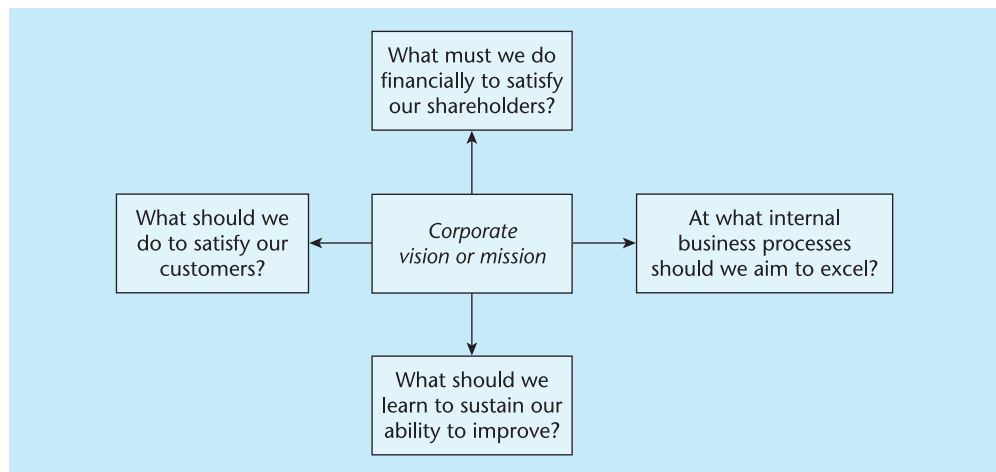 What must we do
financially to satisfy
our shareholders?
What should we
do to satisfy our
customers?
Corporate
vision or mission
At what internal
business processes
should we aim to excel?
What should we
learn to sustain our
ability to improve?